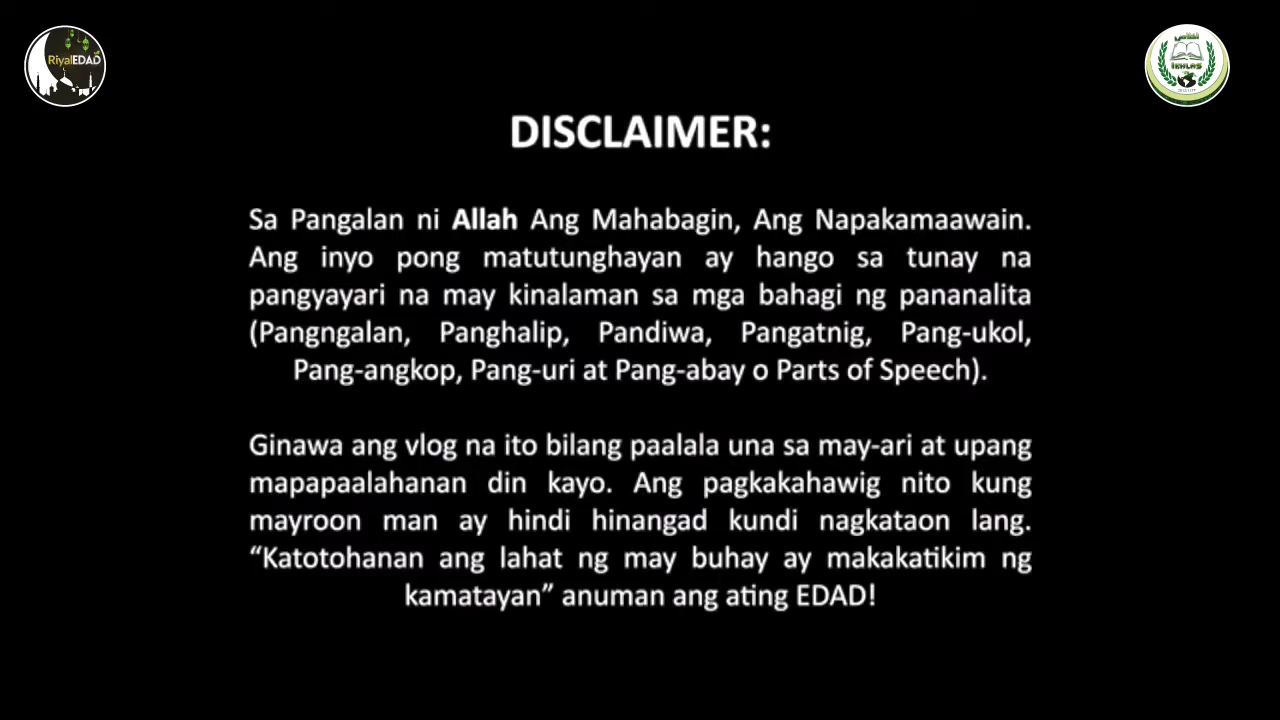 RiyalEDAD
إخلاص
IKHLAS
DISCLAIMER:
Sa Pangalan ni Allah Ang Mahabagin, Ang Napakamaawain.
Ang inyo pong matutunghayan ay hango sa tunay na
pangyayari na may kinalaman sa mga bahagi ng pananalita
(Pangngalan, Panghalip, Pandiwa, Pangatnig, Pang-ukol,
Pang-angkop, Pang-uri at Pang-abay o Parts of Speech).
Ginawa ang vlog na ito bilang paalala una sa may-ari at upang
mapapaalahanan din kayo. Ang pagkakahawig nito kung
mayroon man ay hindi hinangad kundi nagkataon lang.
“Katotohanan ang lahat ng may buhay ay makakatikim ng
kamatayan” anuman ang ating EDAD!